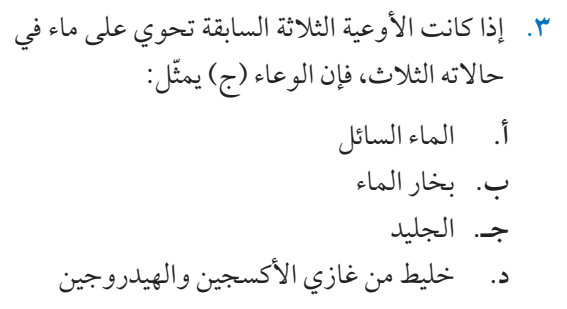 ٣. إذا كانت الأوعية الثلاثة السابقة تحوي على ماء في
حالاته الثلاث، فإن الوعاء (ج) يمثّل:
أ. الماء السائل
ب. بخار الماء
جـ. الجليد
د. خليط من غازي الأكسجين والهيدروجين